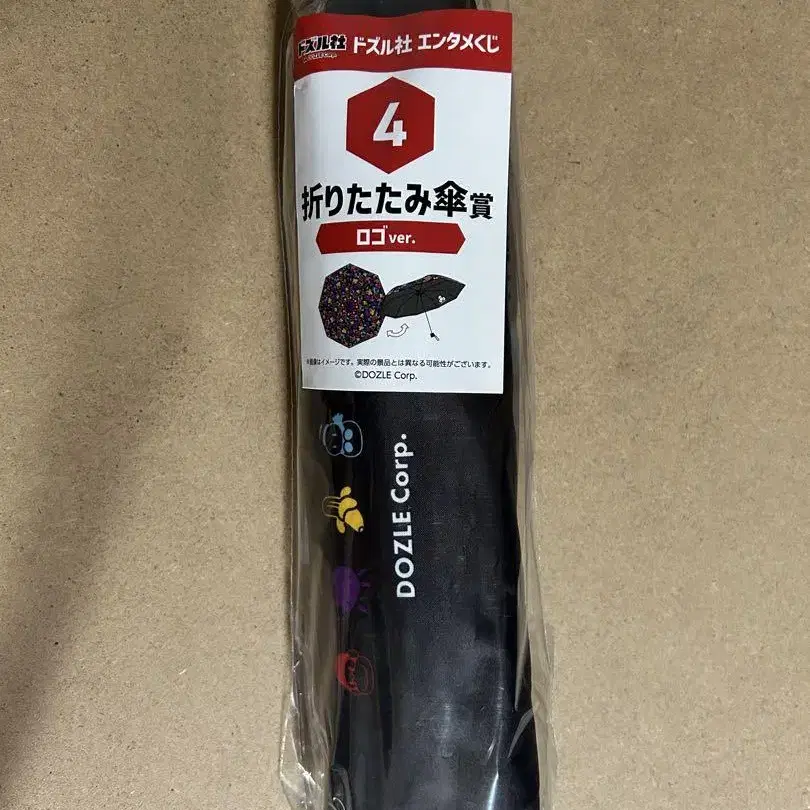 ドズル社
DOZLE Corp.
ドズル社 エンタメくじ
4
折りたたみ傘賞
ロゴver.
※画像はイメージです。実際の景品とは異なる可能性がございます。
©DOZLE Corp.
DOZLE Corp.